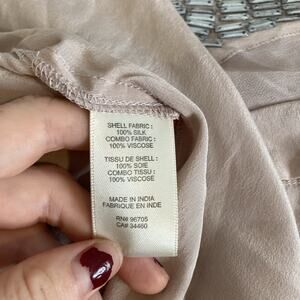 SHELL FABRIC :
100% SILK
COMBO FABRIC :
100% VISCOSE
TISSU DE SHELL :
100% SOIE
COMBO TISSU :
100% VISCOSE
MADE IN INDIA
FABRIQUE EN INDE
RN# 96705
CA# 34460